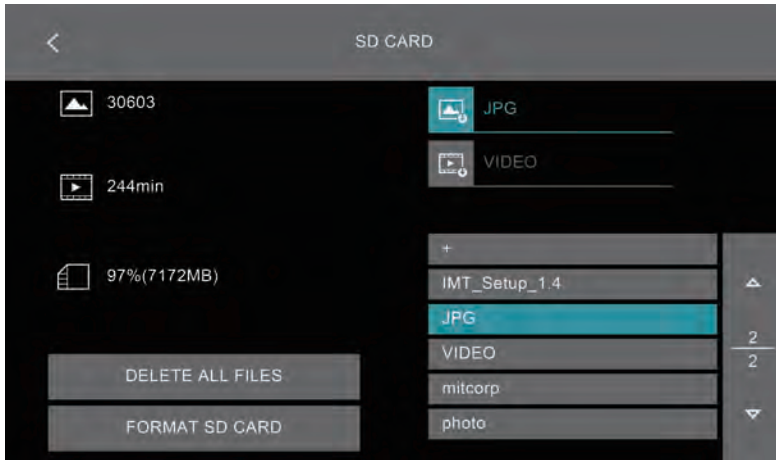 SD CARD
30603
244min
97%(7172MB)
DELETE ALL FILES
FORMAT SD CARD
JPG
VIDEO
+
IMT_Setup_1.4
JPG
VIDEO
mitcorp
photo
2
2